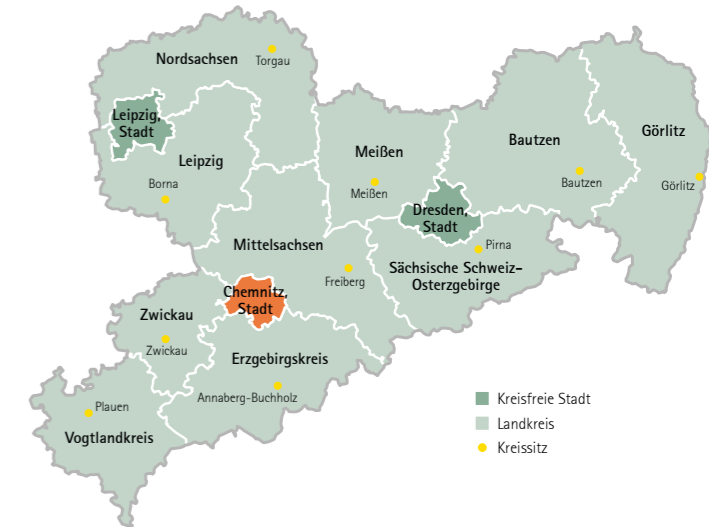 Nordsachsen
Torgau
Leipzig,
Stadt
Leipzig
Borna
Meißen
Meißen
Bautzen
Bautzen
Görlitz
Görlitz
Dresden,
Stadt
Mittelsachsen
Freiberg
Pirna
Sächsische Schweiz-
Osterzgebirge
Chemnitz,
Stadt
Zwickau
Zwickau
Erzgebirgskreis
Annaberg-Buchholz
Plauen
Vogtlandkreis
Kreisfreie Stadt
Landkreis
Kreissitz